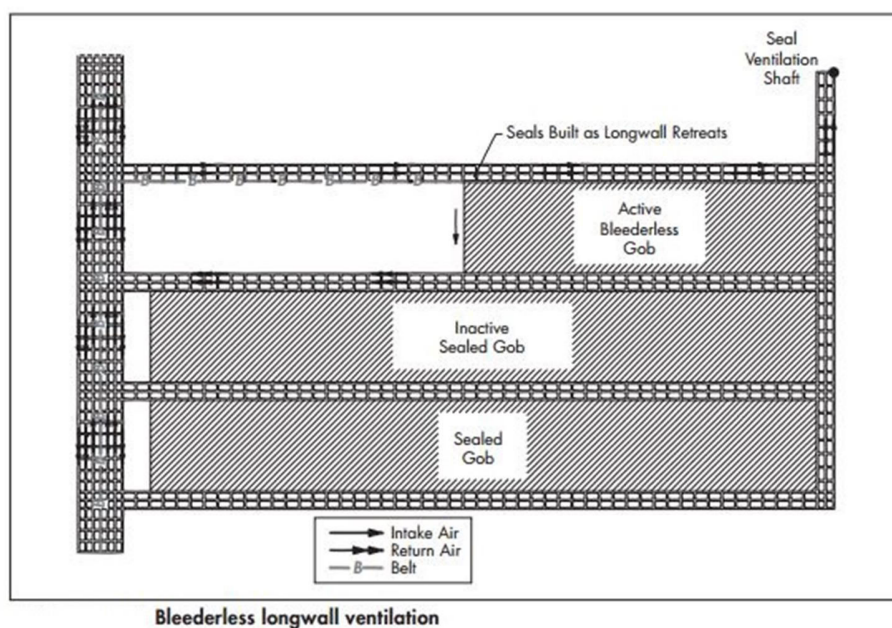 Seal
Ventilation
Shaft
Seals Built as Longwall Retreats
B B B B B B B
Active
Bleederless
Gob
Inactive
Sealed Gob
Sealed
Gob
Intake Air
Return Air
B Belt
Bleederless longwall ventilation